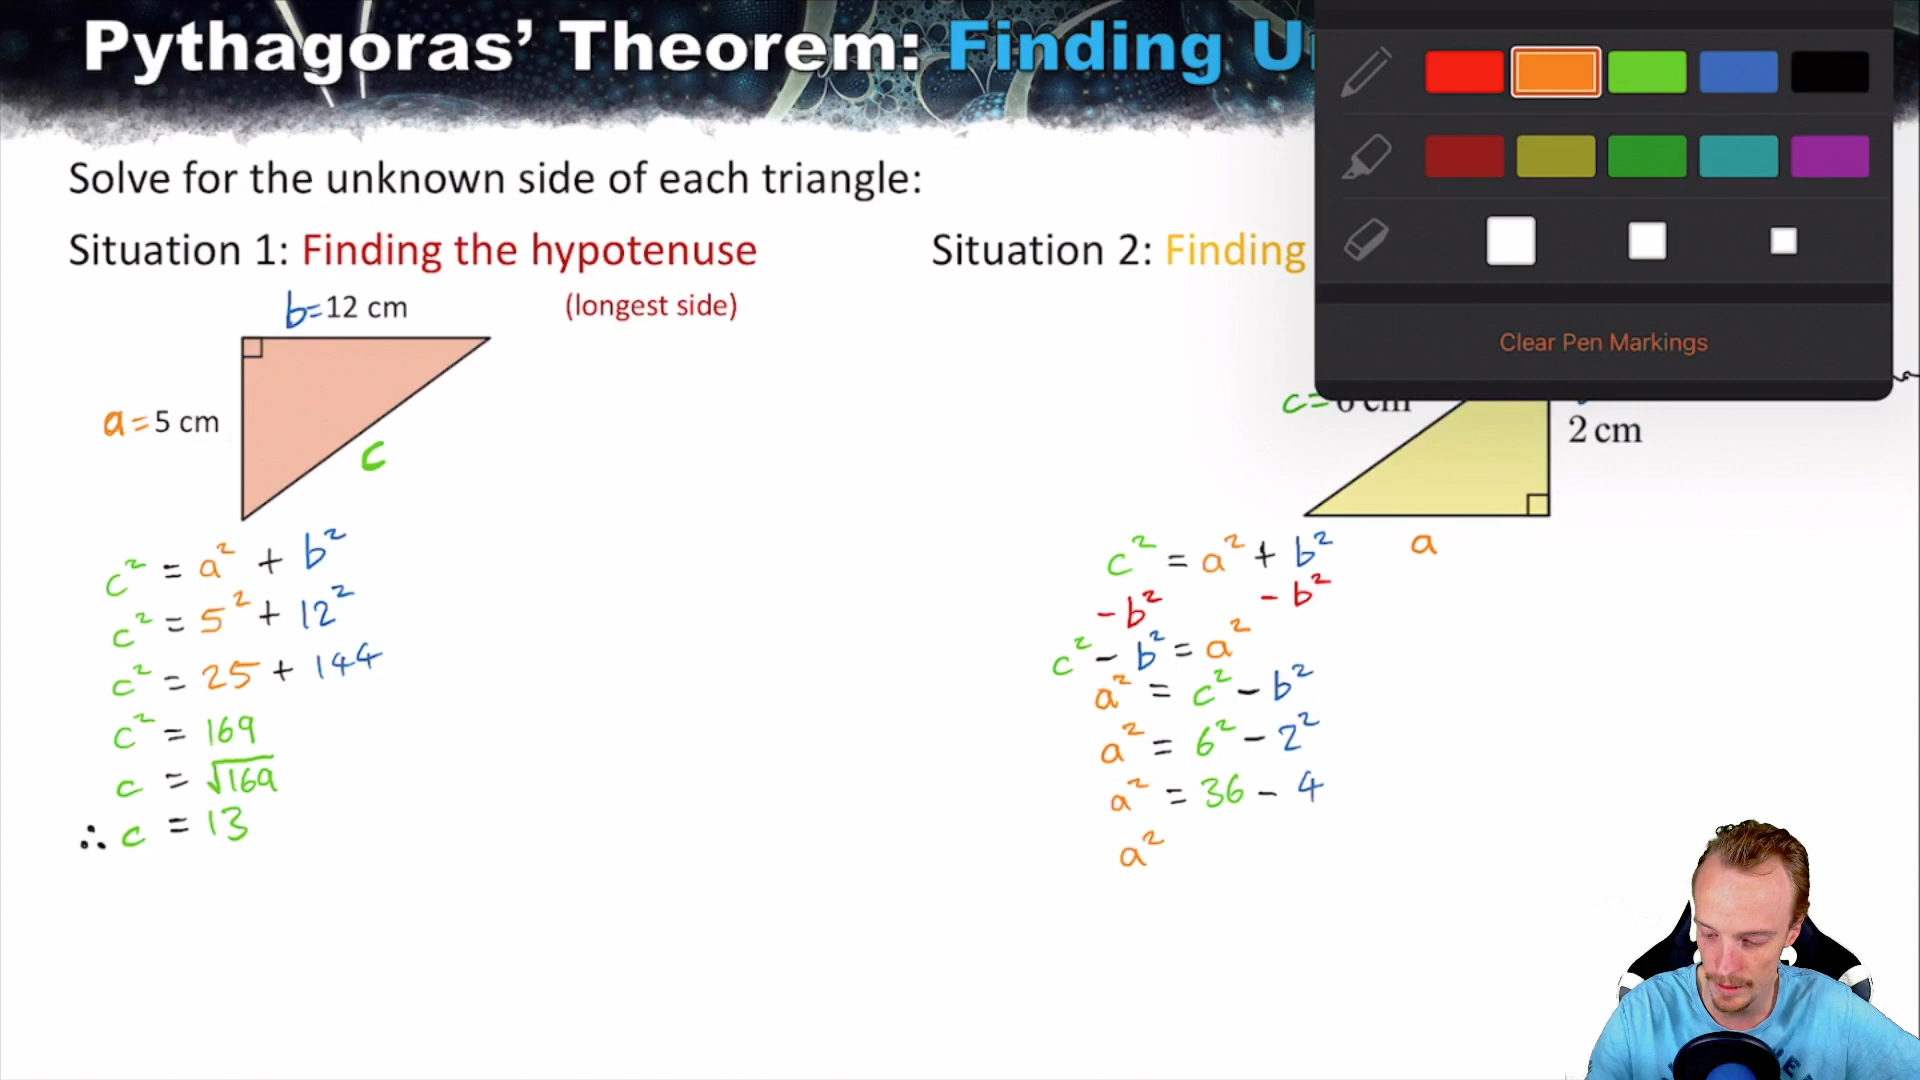 Pythagoras' Theorem: Finding
Solve for the unknown side of each triangle:
Situation 1: Finding the hypotenuse
(longest side)
b=12 cm
a=5 cm
c
c² = a² + b²
c² = 5² + 12²
c² = 25 + 144
c² = 169
c = √169
∴ c = 13
Situation 2: Finding
Clear Pen Markings
c=6 cm
2 cm
a
c² = a² + b²
-b² -b²
c² - b² = a²
a² = c² - b²
a² = 6² - 2²
a² = 36 - 4
a²